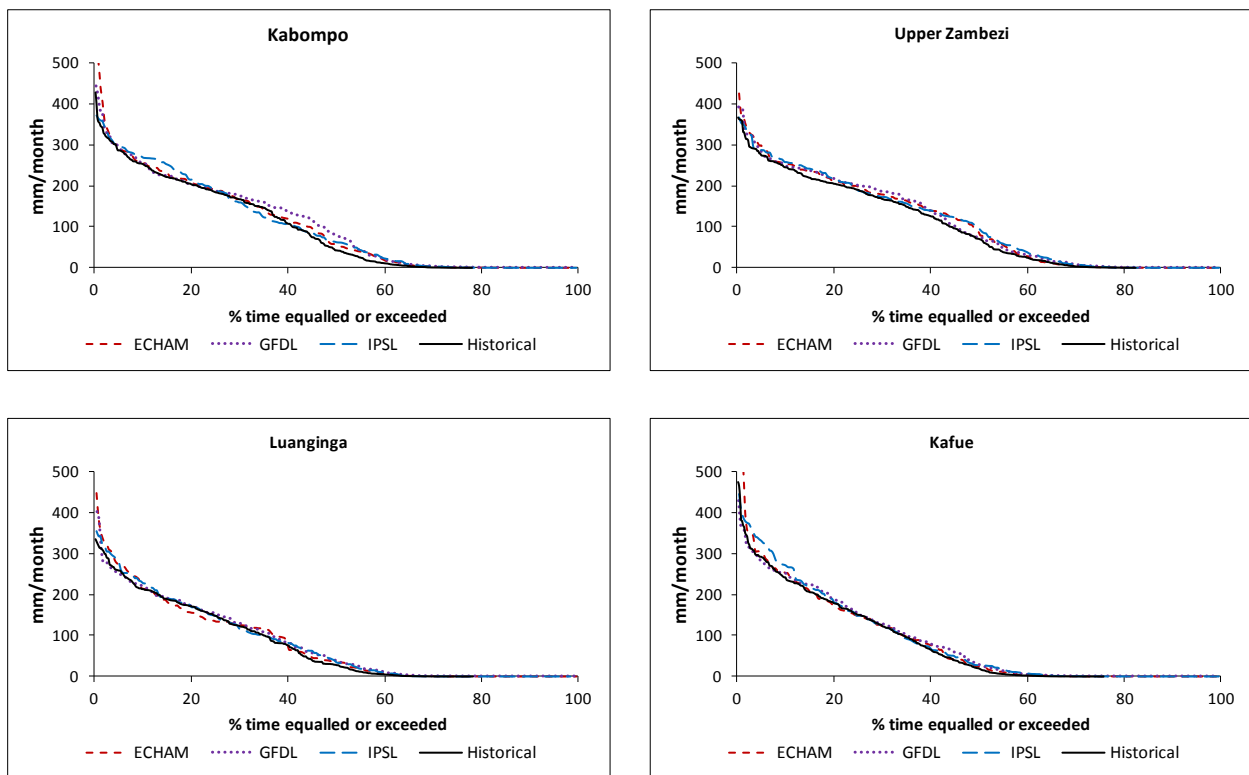 Kabompo
500
400
300
200
100
0
mm/month
0 20 40 60 80 100
% time equalled or exceeded
ECHAM GFDL IPSL Historical
Upper Zambezi
500
400
300
200
100
0
mm/month
0 20 40 60 80 100
% time equalled or exceeded
ECHAM GFDL IPSL Historical
Luanginga
500
400
300
200
100
0
mm/month
0 20 40 60 80 100
% time equalled or exceeded
ECHAM GFDL IPSL Historical
Kafue
500
400
300
200
100
0
mm/month
0 20 40 60 80 100
% time equalled or exceeded
ECHAM GFDL IPSL Historical